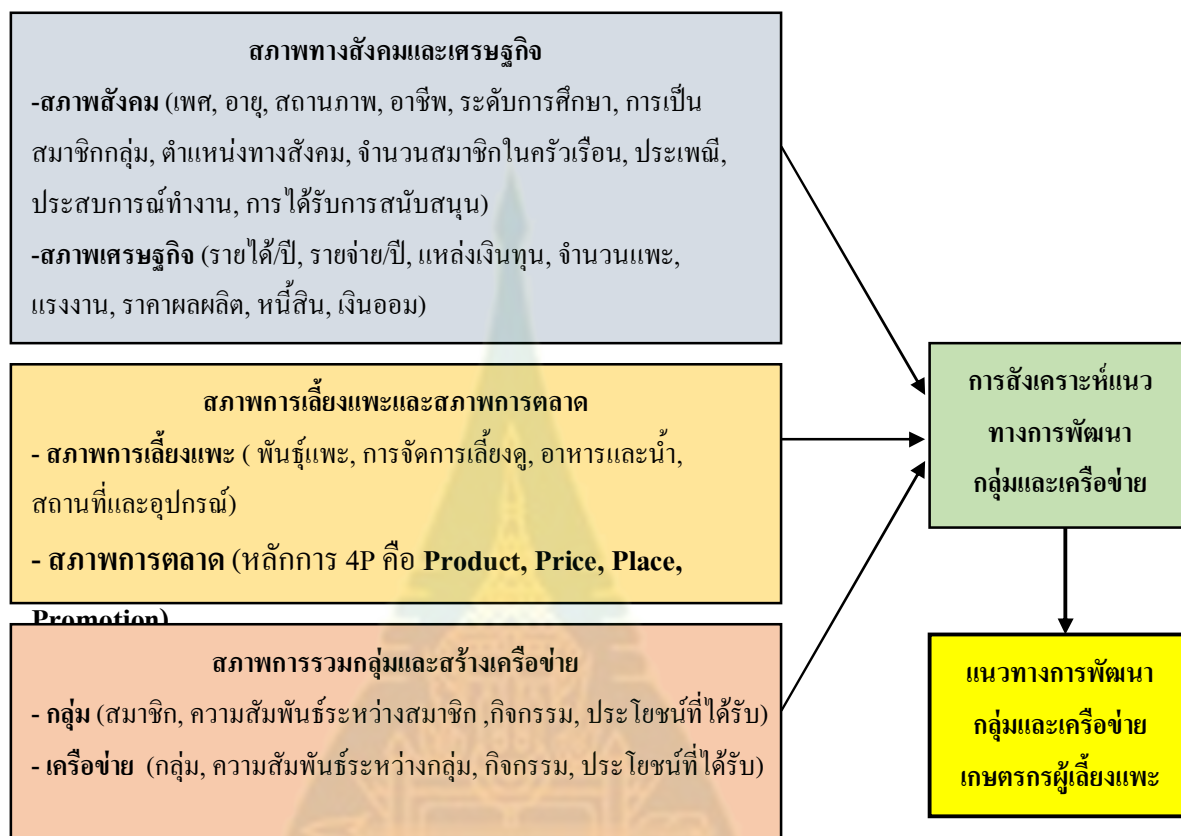 สภาพทางสังคมและเศรษฐกิจ
-สภาพสังคม (เพศ, อายุ, สถานภาพ, อาชีพ, ระดับการศึกษา, การเป็น
สมาชิกกลุ่ม, ตำแหน่งทางสังคม, จำนวนสมาชิกในครัวเรือน, ประเพณี,
ประสบการณ์ทำงาน, การได้รับการสนับสนุน)
-สภาพเศรษฐกิจ (รายได้/ปี, รายจ่าย/ปี, แหล่งเงินทุน, จำนวนแพะ,
แรงงาน, ราคาผลผลิต, หนี้สิน, เงินออม)
สภาพการเลี้ยงแพะและสภาพการตลาด
- สภาพการเลี้ยงแพะ ( พันธุ์แพะ, การจัดการเลี้ยงดู, อาหารและน้ำ,
สถานที่และอุปกรณ์)
- สภาพการตลาด (หลักการ 4P คือ Product, Price, Place,
Promotion)
สภาพการรวมกลุ่มและสร้างเครือข่าย
- กลุ่ม (สมาชิก, ความสัมพันธ์ระหว่างสมาชิก ,กิจกรรม, ประโยชน์ที่ได้รับ)
- เครือข่าย (กลุ่ม, ความสัมพันธ์ระหว่างกลุ่ม, กิจกรรม, ประโยชน์ที่ได้รับ)
การสังเคราะห์แนว
ทางการพัฒนา
กลุ่มและเครือข่าย
แนวทางการพัฒนา
กลุ่มและเครือข่าย
เกษตรกรผู้เลี้ยงแพะ